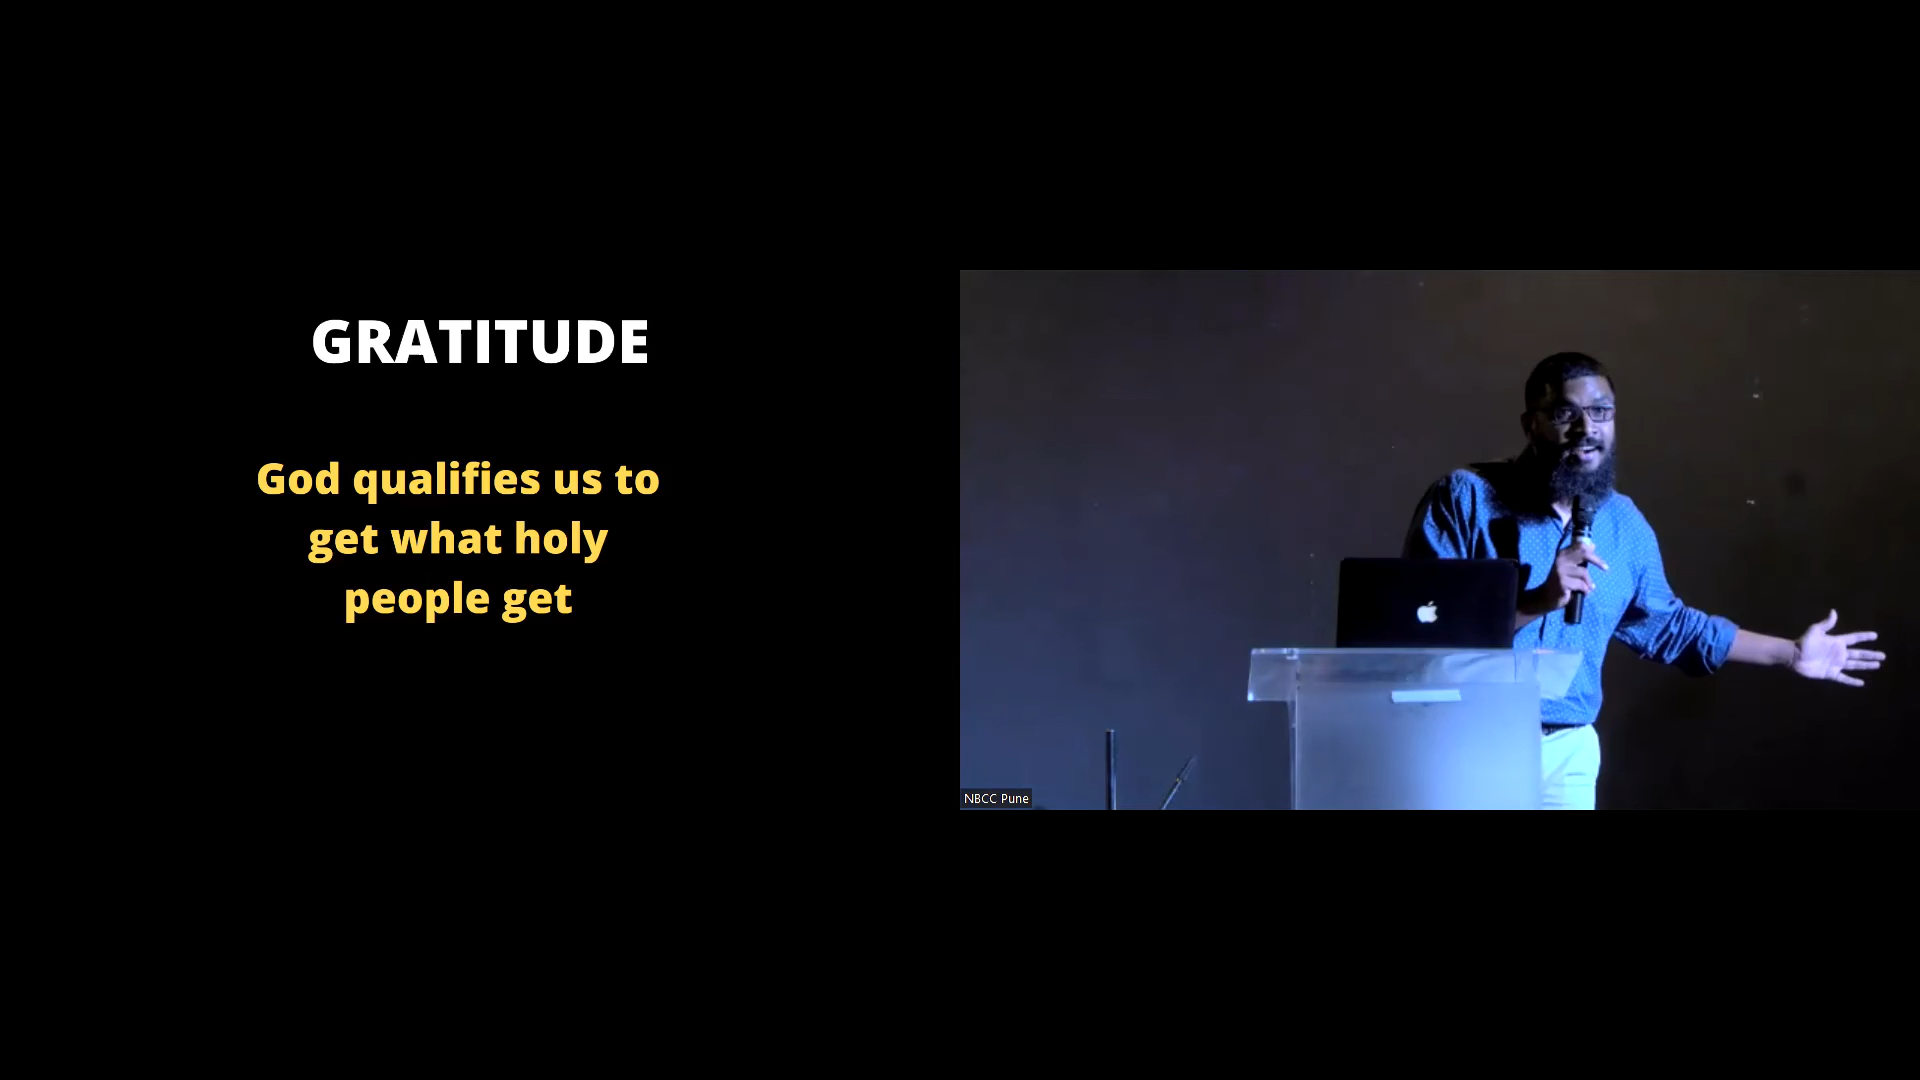 GRATITUDE
God qualifies us to
get what holy
people get
NBCC Pune